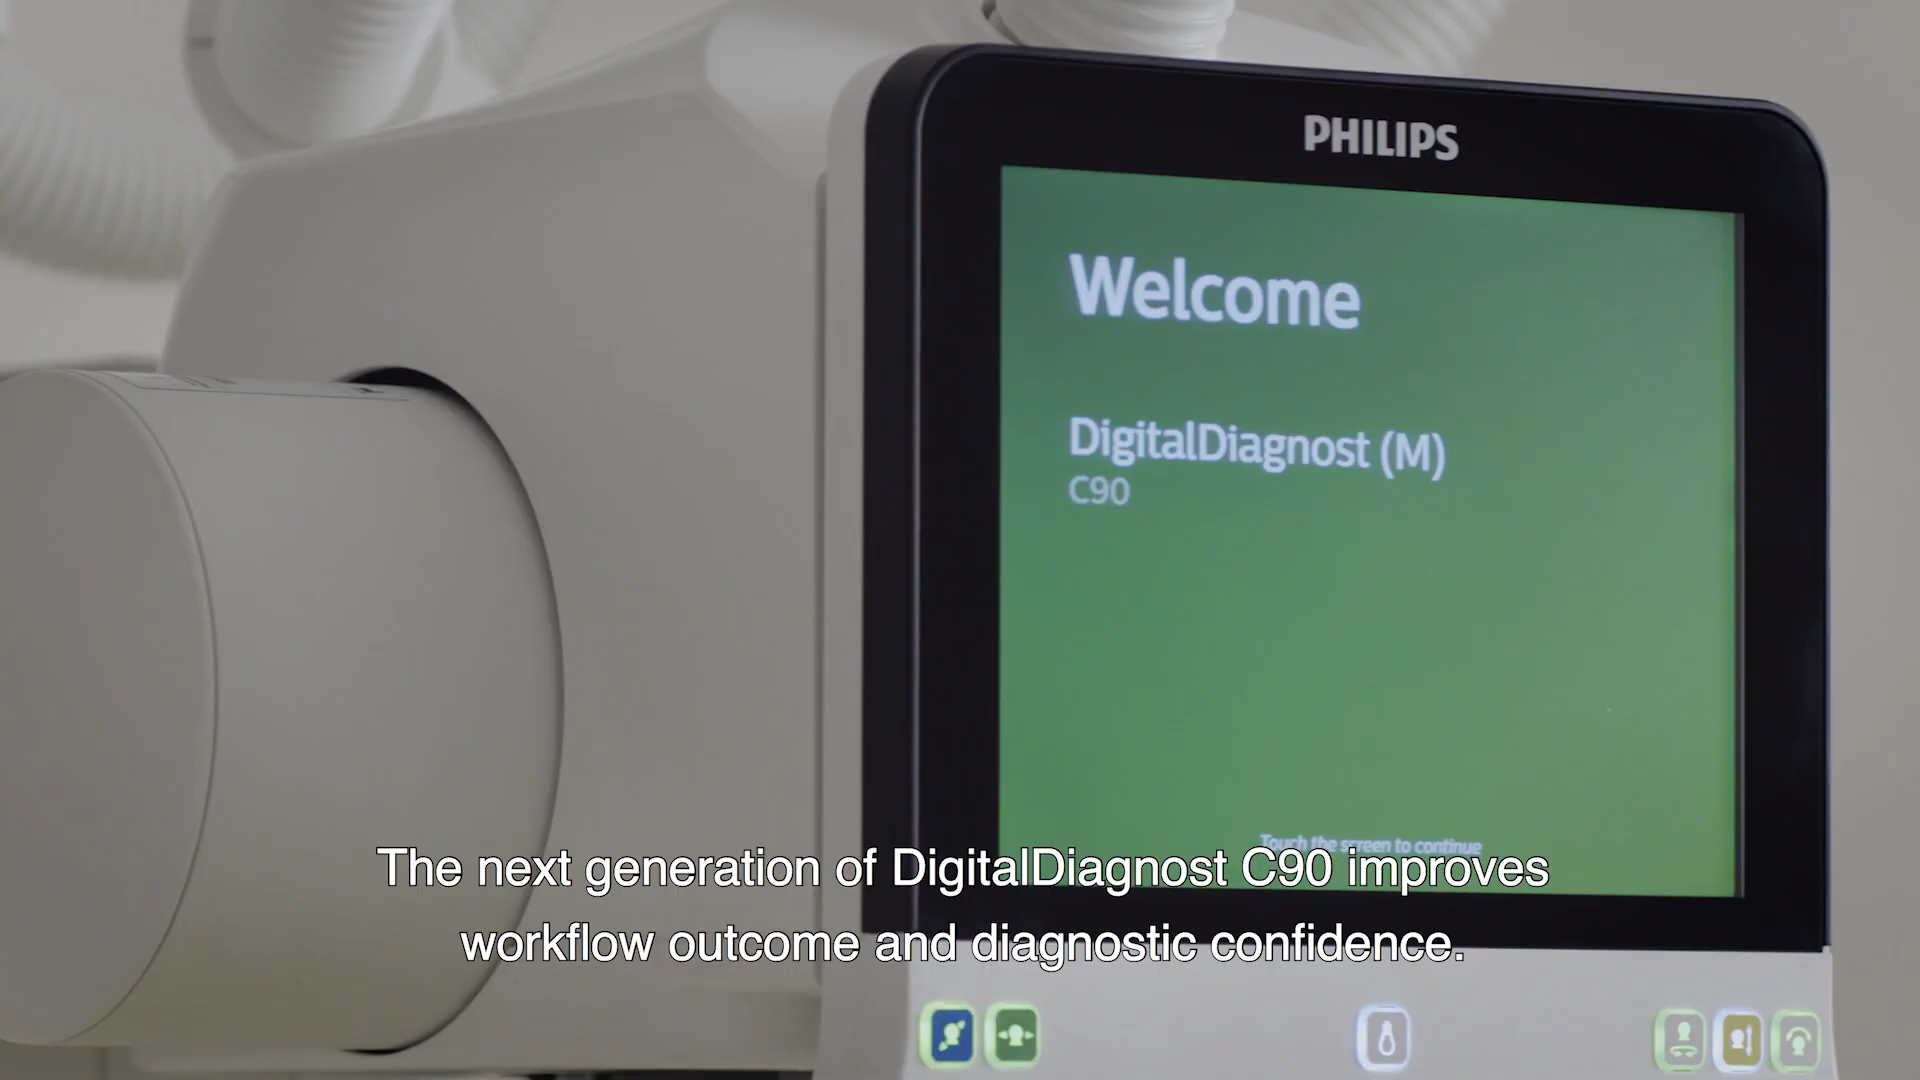 PHILIPS
Welcome
DigitalDiagnost (M)
C90
Touch the screen to continue
The next generation of DigitalDiagnost C90 improves
workflow outcome and diagnostic confidence.